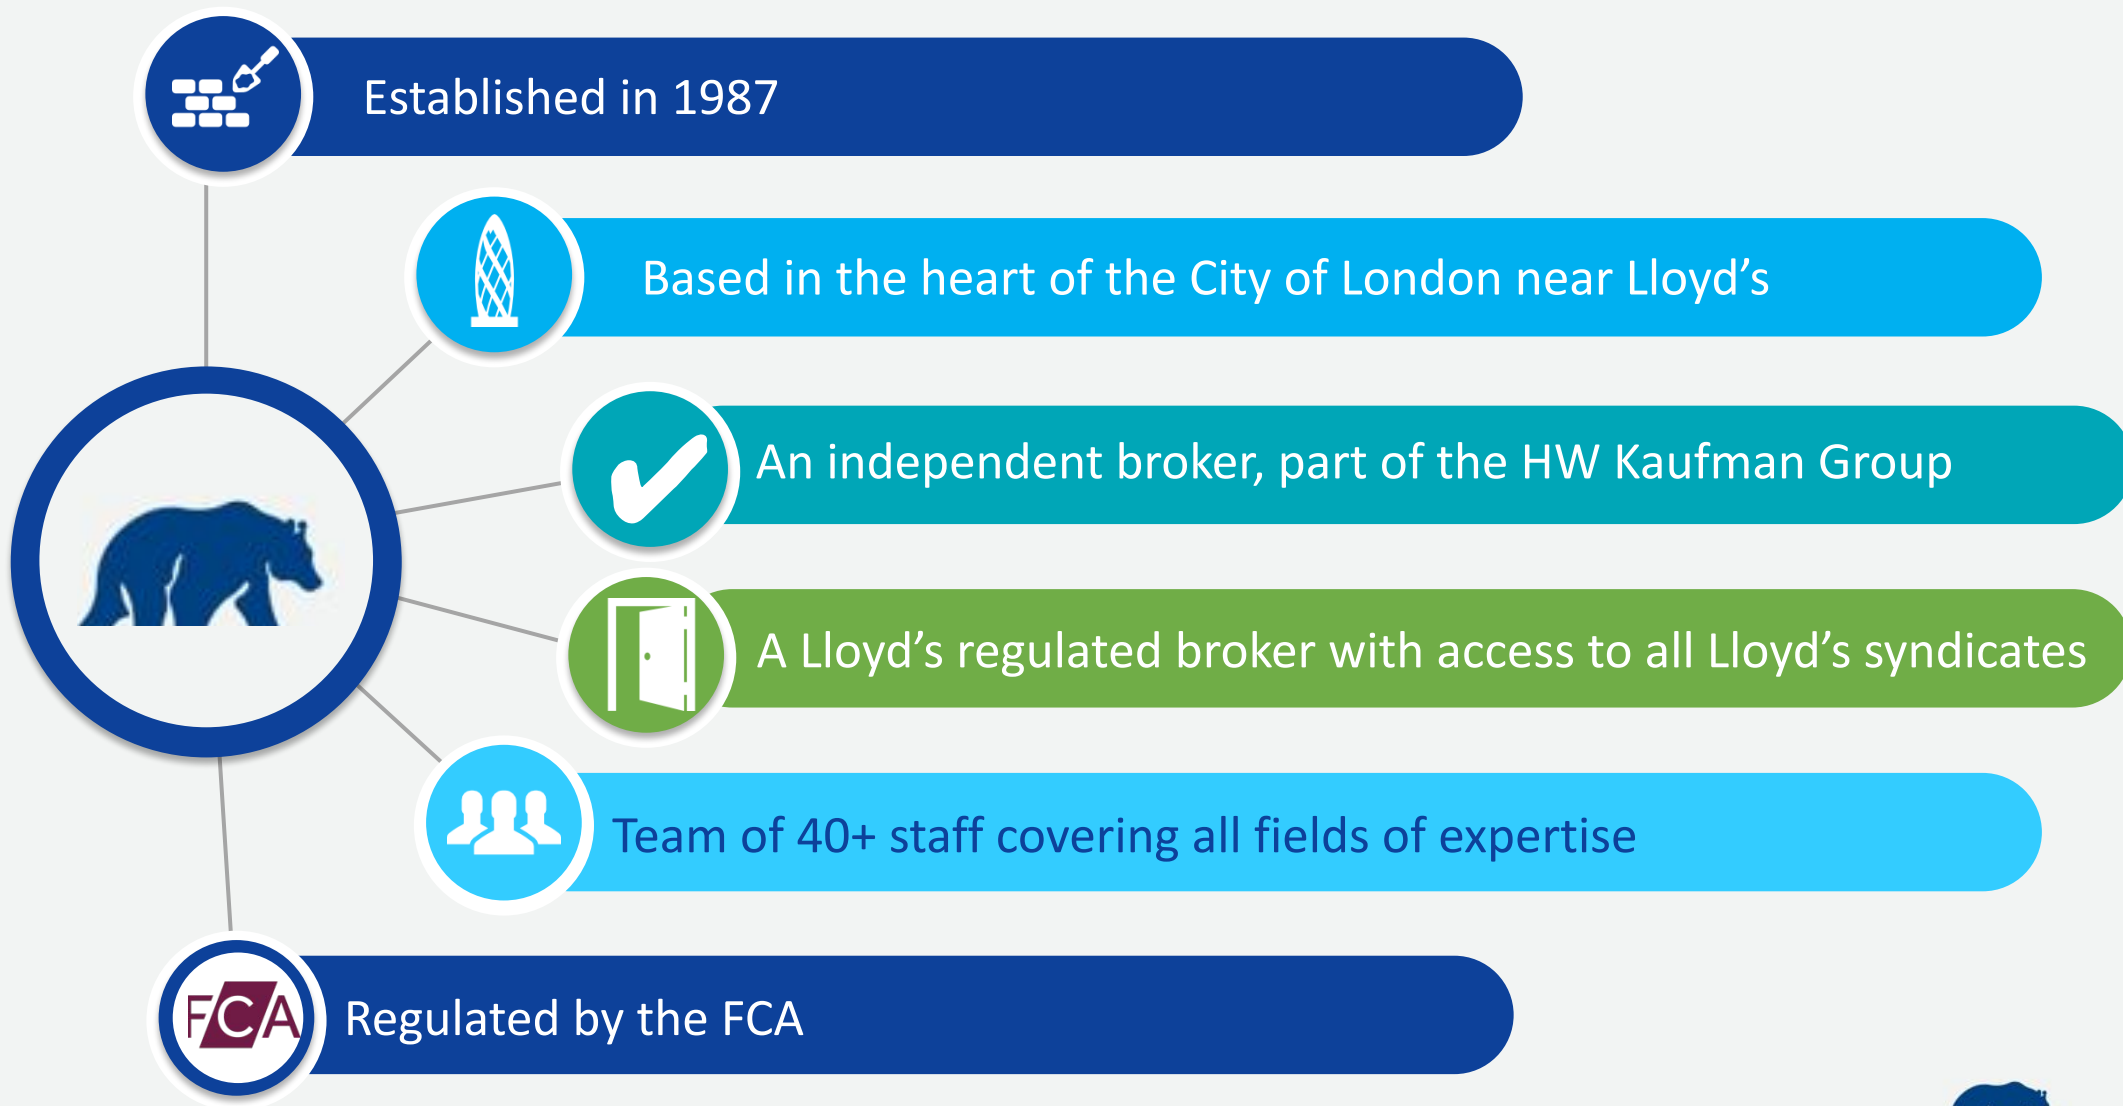 Established in 1987
Based in the heart of the City of London near Lloyd’s
An independent broker, part of the HW Kaufman Group
A Lloyd’s regulated broker with access to all Lloyd’s syndicates
Team of 40+ staff covering all fields of expertise
FCA
Regulated by the FCA